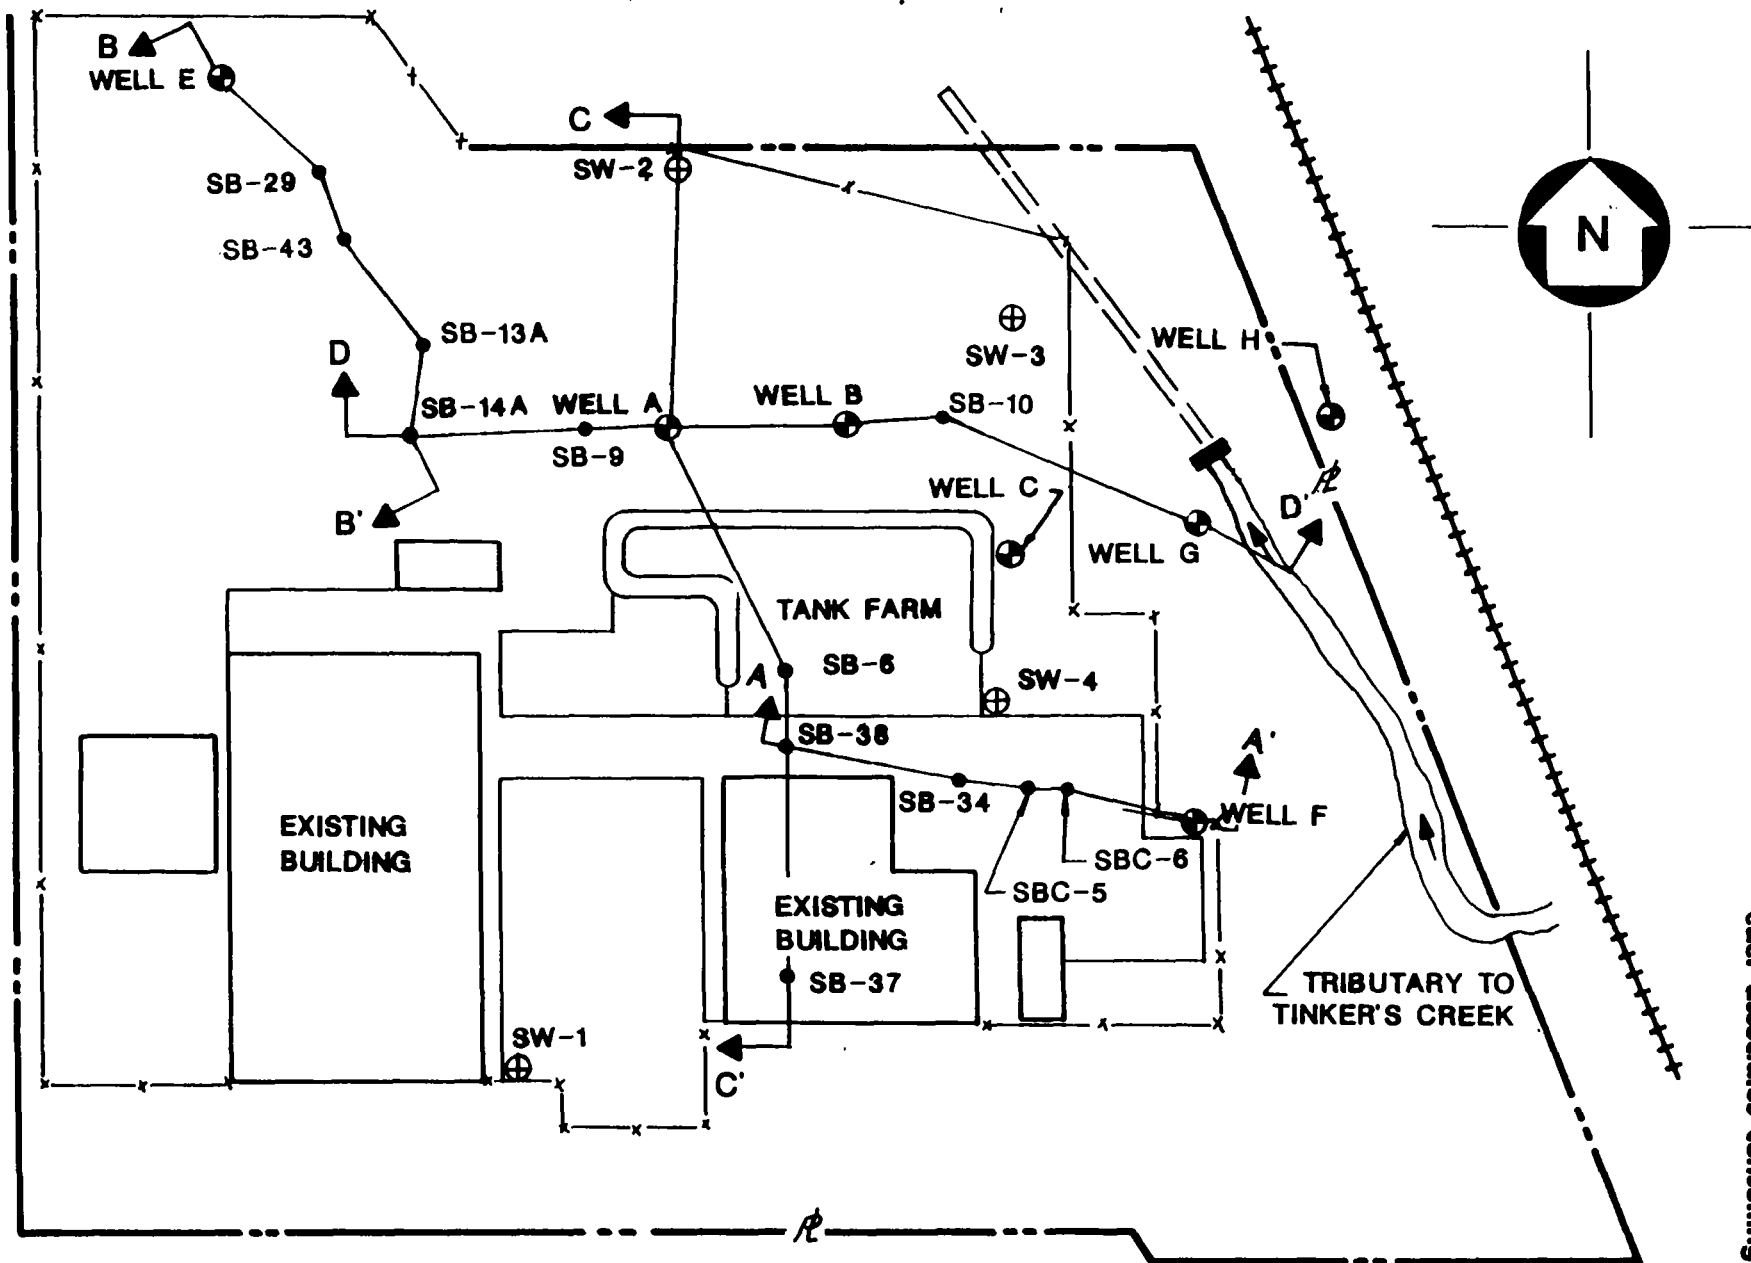 B
WELL E
C
SW-2
SB-29
N
SB-43
SW-3
WELL H
SB-13A
D
SB-14A
WELL A
WELL B
SB-10
SB-9
WELL C
D'
PL
B'
WELL G
TANK FARM
SB-6
A
SW-4
SB-38
A'
SB-34
WELL F
EXISTING
BUILDING
SBC-6
SBC-5
EXISTING
BUILDING
SB-37
TRIBUTARY TO
TINKER'S CREEK
SW-1
C'
PL